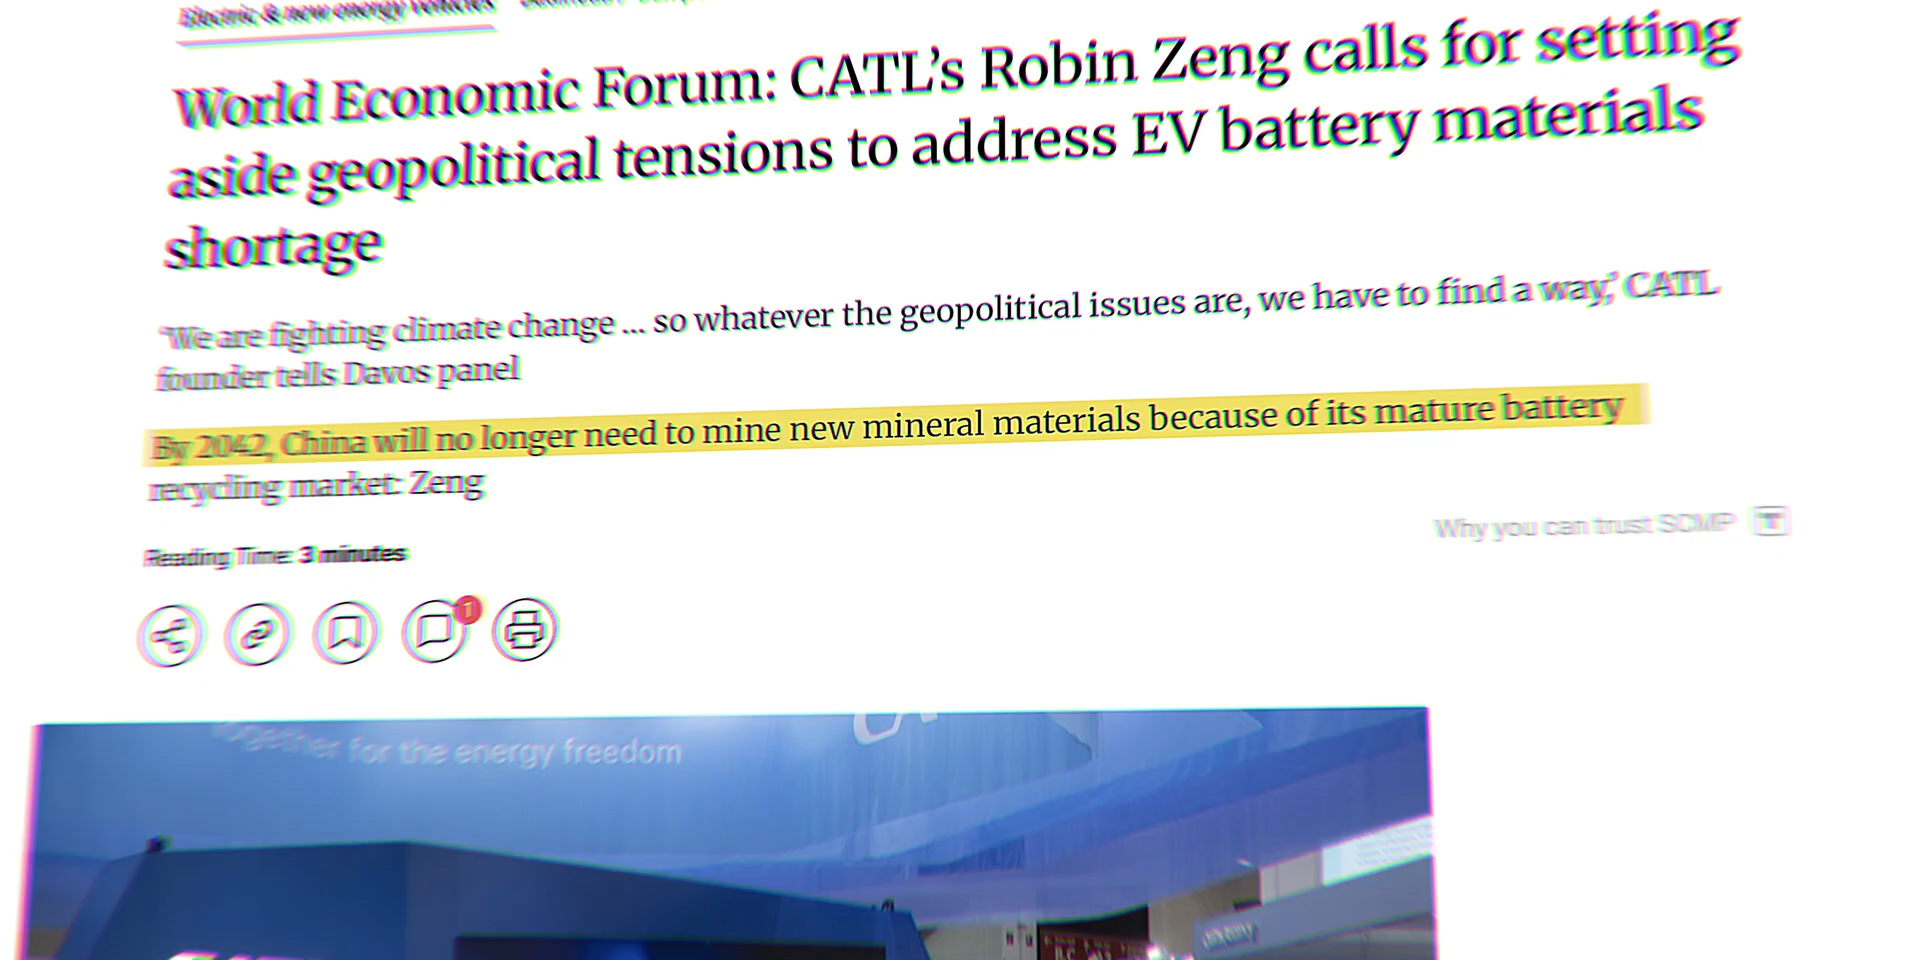 Electric & new energy vehicles
World Economic Forum: CATL’s Robin Zeng calls for setting
aside geopolitical tensions to address EV battery materials
shortage
‘We are fighting climate change ... so whatever the geopolitical issues are, we have to find a way,’ CATL
founder tells Davos panel
By 2042, China will no longer need to mine new mineral materials because of its mature battery
recycling market: Zeng
Why you can trust SCMP
Reading Time: 3 minutes
1
Together for the energy freedom